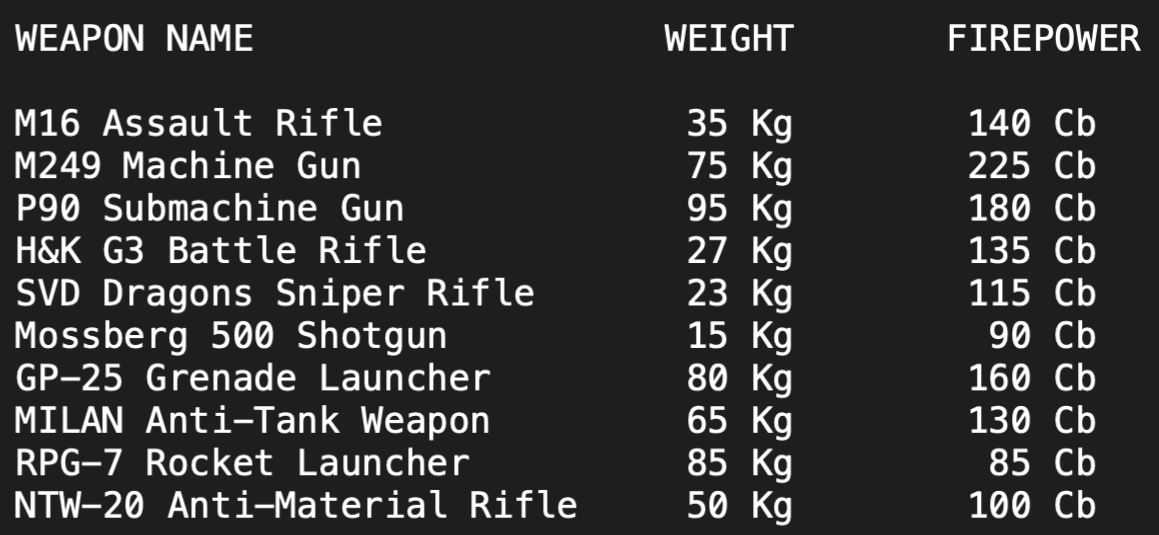 WEAPON NAME WEIGHT FIREPOWER
M16 Assault Rifle 35 Kg 140 Cb
M249 Machine Gun 75 Kg 225 Cb
P90 Submachine Gun 95 Kg 180 Cb
H&K G3 Battle Rifle 27 Kg 135 Cb
SVD Dragons Sniper Rifle 23 Kg 115 Cb
Mossberg 500 Shotgun 15 Kg 90 Cb
GP-25 Grenade Launcher 80 Kg 160 Cb
MILAN Anti-Tank Weapon 65 Kg 130 Cb
RPG-7 Rocket Launcher 85 Kg 85 Cb
NTW-20 Anti-Material Rifle 50 Kg 100 Cb